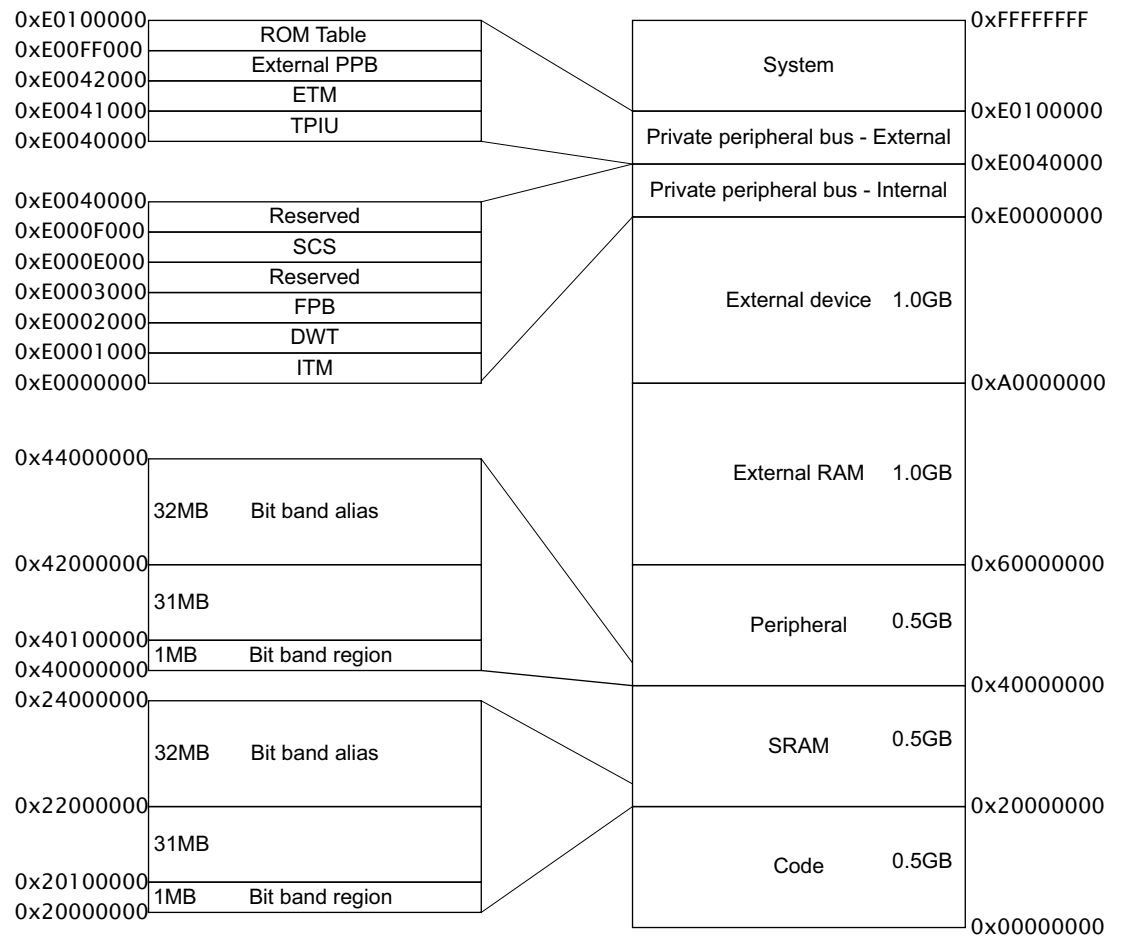 0xE0100000
ROM Table
0xE00FF000
External PPB
0xE0042000
ETM
0xE0041000
TPIU
0xE0040000
0xE0040000
Reserved
0xE000F000
SCS
0xE000E000
Reserved
0xE0003000
FPB
0xE0002000
DWT
0xE0001000
ITM
0xE0000000
0x44000000
32MB Bit band alias
0x42000000
31MB
0x40100000
1MB Bit band region
0x40000000
0x24000000
32MB Bit band alias
0x22000000
31MB
0x20100000
1MB Bit band region
0x20000000
0xFFFFFFFF
System
0xE0100000
Private peripheral bus - External
0xE0040000
Private peripheral bus - Internal
0xE0000000
External device 1.0GB
0xA0000000
External RAM 1.0GB
0x60000000
Peripheral 0.5GB
0x40000000
SRAM 0.5GB
0x20000000
Code 0.5GB
0x00000000